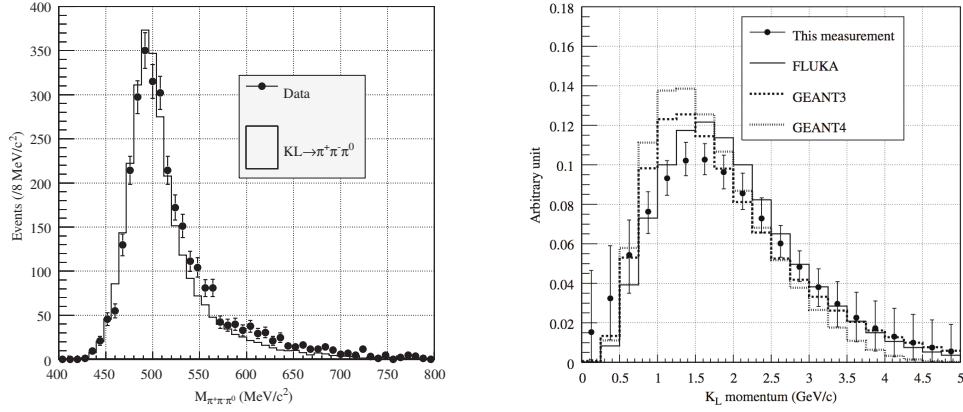 400
350
300
250
200
150
100
50
0
Events (/8 MeV/c²)
Data
KL→π⁺π⁻π⁰
400 450 500 550 600 650 700 750 800
M_π⁺π⁻π⁰ (MeV/c²)
0.18
0.16
0.14
0.12
0.1
0.08
0.06
0.04
0.02
0
Arbitrary unit
This measurement
FLUKA
GEANT3
GEANT4
0 0.5 1 1.5 2 2.5 3 3.5 4 4.5 5
K_L momentum (GeV/c)